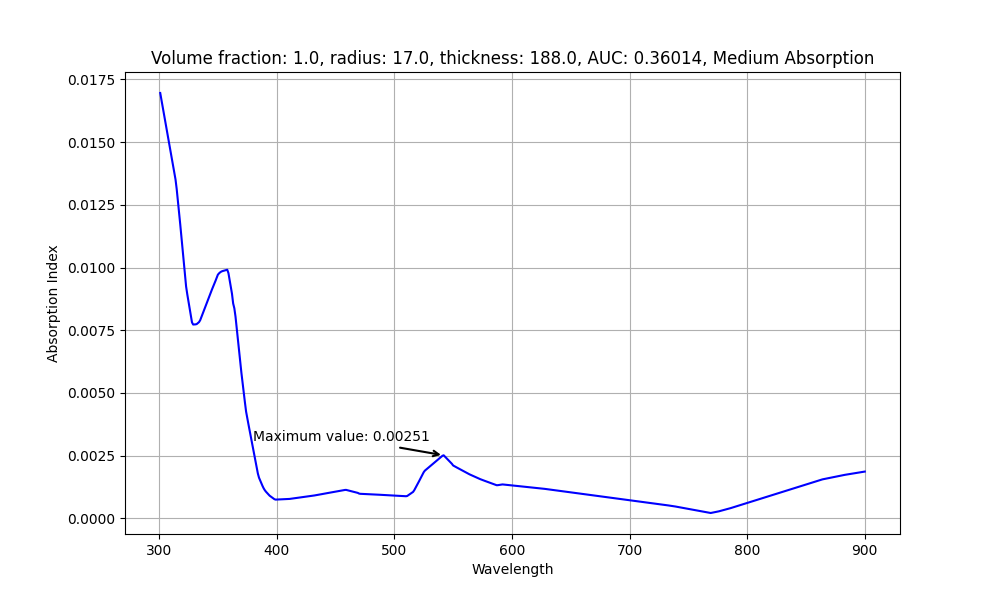 Volume fraction: 1.0, radius: 17.0, thickness: 188.0, AUC: 0.36014, Medium Absorption
0.0175
0.0150
0.0125
0.0100
0.0075
0.0050
0.0025
0.0000
Absorption Index
Maximum value: 0.00251
300 400 500 600 700 800 900
Wavelength